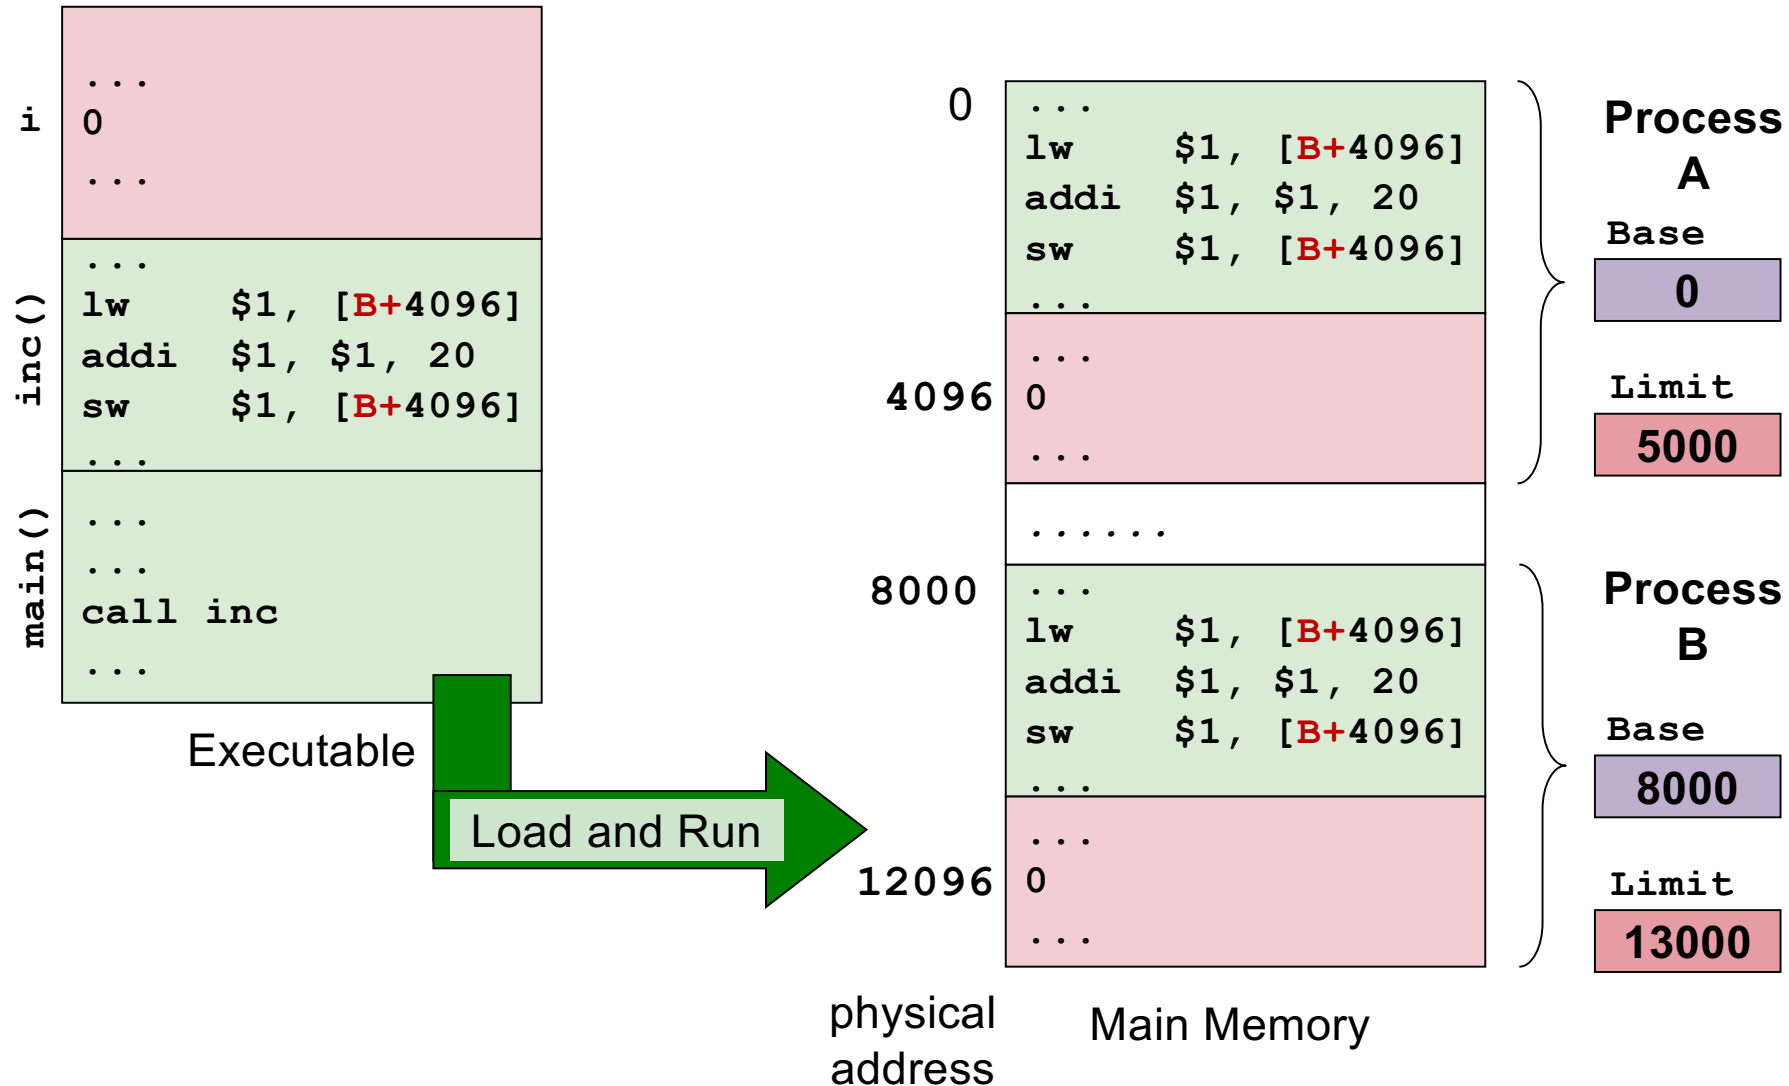 ...
i 0
...
inc()
...
lw $1, [B+4096]
addi $1, $1, 20
sw $1, [B+4096]
...
main()
...
...
call inc
...
Executable
Load and Run
0 ...
lw $1, [B+4096]
addi $1, $1, 20
sw $1, [B+4096]
...
...
4096 0
...
......
8000 ...
lw $1, [B+4096]
addi $1, $1, 20
sw $1, [B+4096]
...
...
12096 0
...
physical
address
Main Memory
Process
A
Base
0
Limit
5000
Process
B
Base
8000
Limit
13000